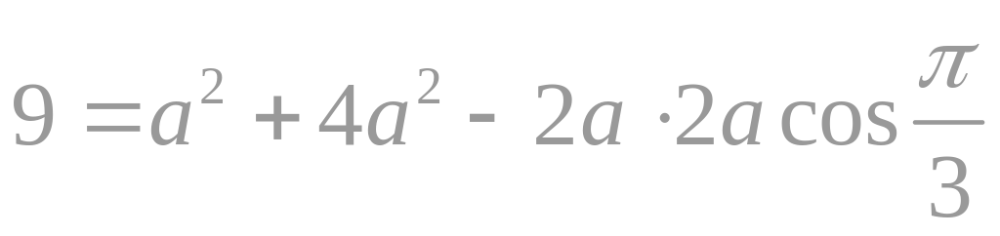 9 = a² + 4a² - 2a ·2a cos π/3